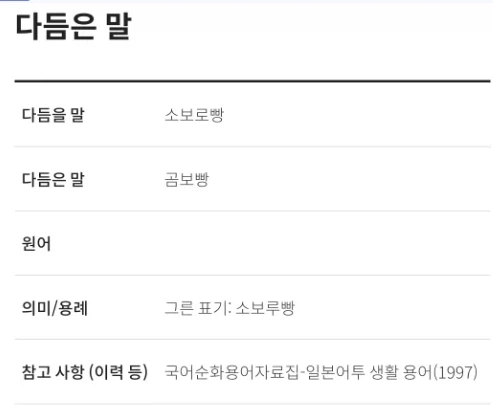 다듬은 말
다듬을 말 소보로빵
다듬은 말 곰보빵
원어
의미/용례 그른 표기: 소보루빵
참고 사항 (이력 등) 국어순화용어자료집-일본어투 생활 용어(1997)